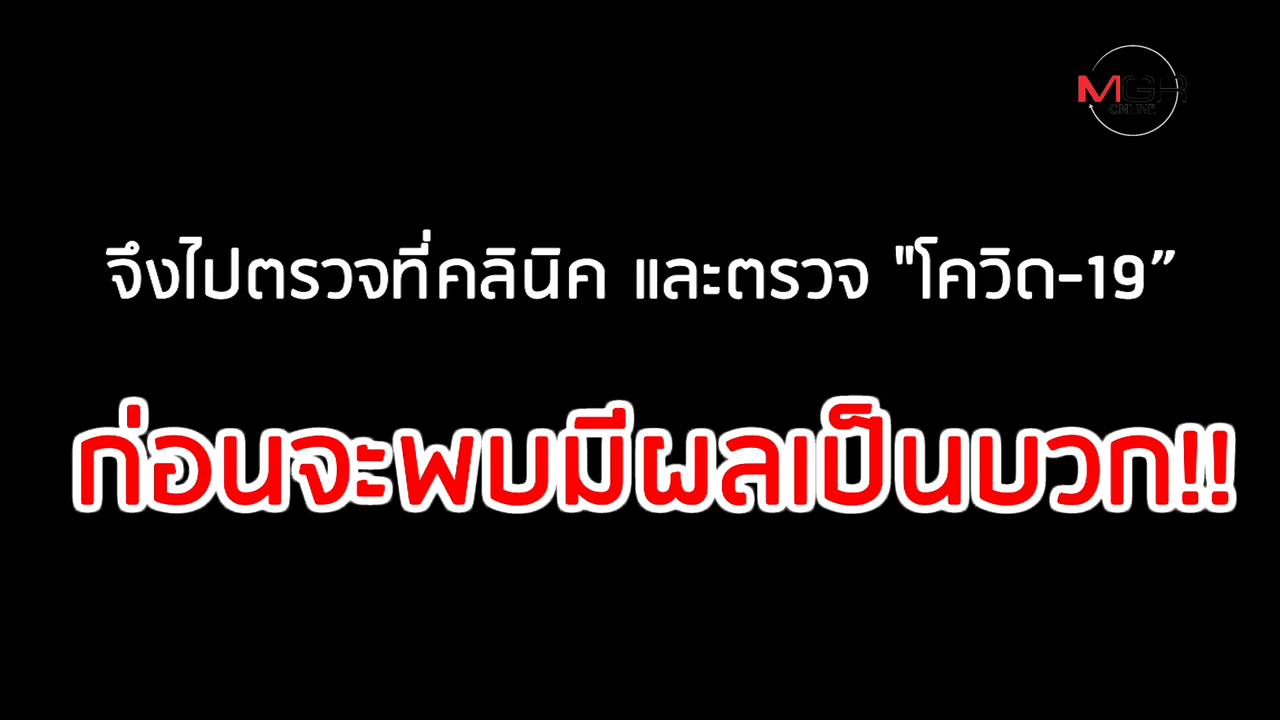 MGR
ONLINE
จึงไปตรวจที่คลินิค และตรวจ "โควิด-19”
ก่อนจะพบมีผลเป็นบวก!!